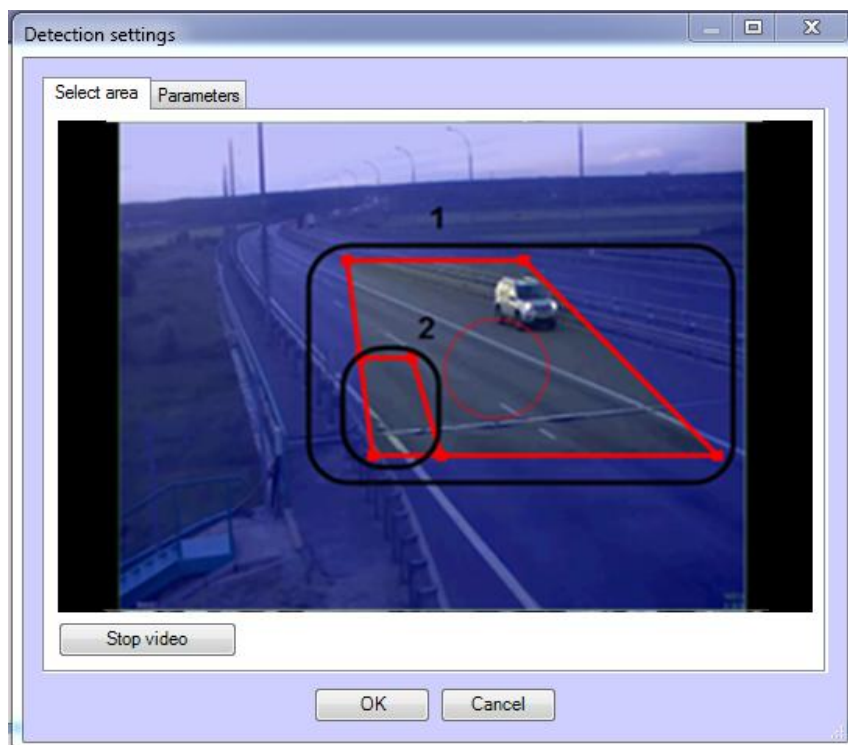 Detection settings
Select area Parameters
1
2
Stop video
OK Cancel